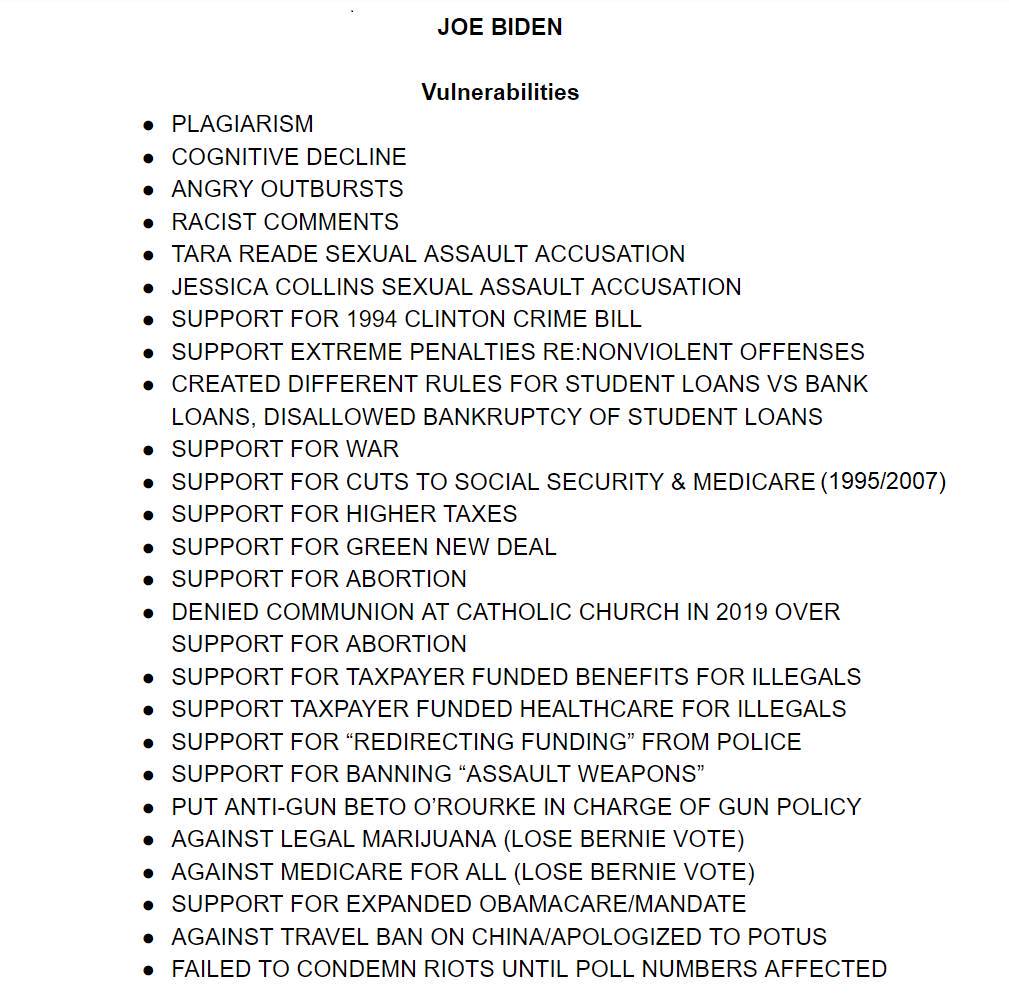 JOE BIDEN
Vulnerabilities
● PLAGIARISM
● COGNITIVE DECLINE
● ANGRY OUTBURSTS
● RACIST COMMENTS
● TARA READE SEXUAL ASSAULT ACCUSATION
● JESSICA COLLINS SEXUAL ASSAULT ACCUSATION
● SUPPORT FOR 1994 CLINTON CRIME BILL
● SUPPORT EXTREME PENALTIES RE:NONVIOLENT OFFENSES
● CREATED DIFFERENT RULES FOR STUDENT LOANS VS BANK
LOANS, DISALLOWED BANKRUPTCY OF STUDENT LOANS
● SUPPORT FOR WAR
● SUPPORT FOR CUTS TO SOCIAL SECURITY & MEDICARE (1995/2007)
● SUPPORT FOR HIGHER TAXES
● SUPPORT FOR GREEN NEW DEAL
● SUPPORT FOR ABORTION
● DENIED COMMUNION AT CATHOLIC CHURCH IN 2019 OVER
SUPPORT FOR ABORTION
● SUPPORT FOR TAXPAYER FUNDED BENEFITS FOR ILLEGALS
● SUPPORT TAXPAYER FUNDED HEALTHCARE FOR ILLEGALS
● SUPPORT FOR “REDIRECTING FUNDING” FROM POLICE
● SUPPORT FOR BANNING “ASSAULT WEAPONS”
● PUT ANTI-GUN BETO O’ROURKE IN CHARGE OF GUN POLICY
● AGAINST LEGAL MARIJUANA (LOSE BERNIE VOTE)
● AGAINST MEDICARE FOR ALL (LOSE BERNIE VOTE)
● SUPPORT FOR EXPANDED OBAMACARE/MANDATE
● AGAINST TRAVEL BAN ON CHINA/APOLOGIZED TO POTUS
● FAILED TO CONDEMN RIOTS UNTIL POLL NUMBERS AFFECTED